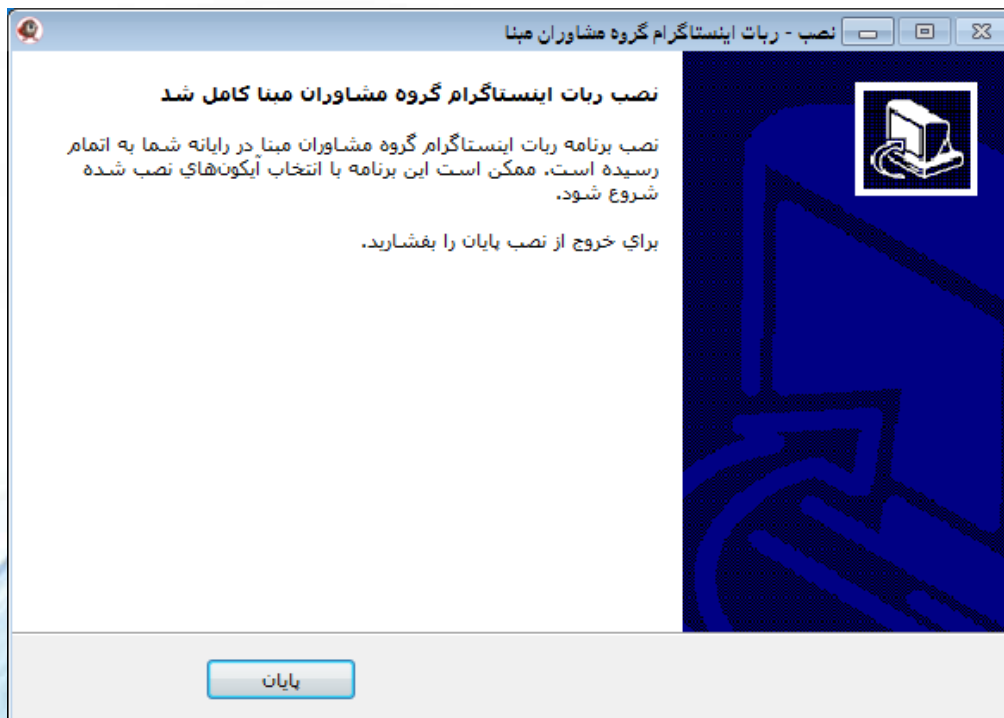 نصب - ربات اینستاگرام گروه مشاوران مبنا
نصب ربات اینستاگرام گروه مشاوران مبنا کامل شد
نصب برنامه ربات اینستاگرام گروه مشاوران مبنا در رایانه شما به اتمام
رسیده است. ممکن است این برنامه با انتخاب آیکون‌هاي نصب شده
شروع شود.
براي خروج از نصب پایان را بفشارید.
پایان